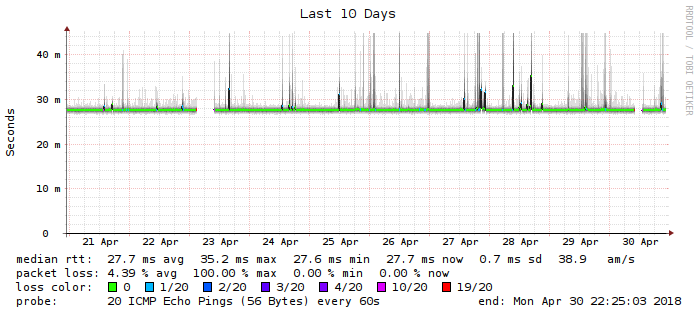 Last 10 Days
RRDTOOL / TOBI OETIKER
Seconds
40 m
30 m
20 m
10 m
0
21 Apr 22 Apr 23 Apr 24 Apr 25 Apr 26 Apr 27 Apr 28 Apr 29 Apr 30 Apr
median rtt: 27.7 ms avg 35.2 ms max 27.6 ms min 27.7 ms now 0.7 ms sd 38.9 am/s
packet loss: 4.39 % avg 100.00 % max 0.00 % min 0.00 % now
loss color: 0 1/20 2/20 3/20 4/20 10/20 19/20
probe: 20 ICMP Echo Pings (56 Bytes) every 60s end: Mon Apr 30 22:25:03 2018